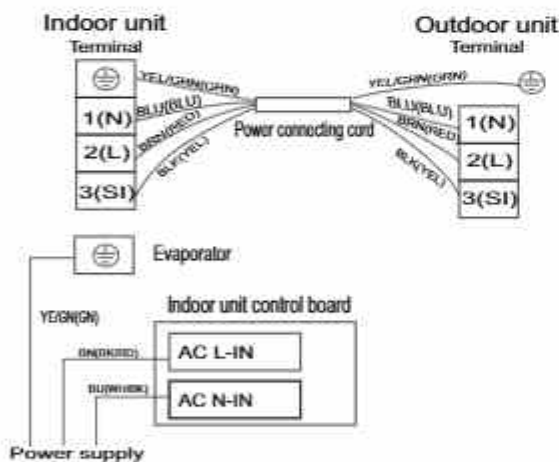 Indoor unit
Terminal
Outdoor unit
Terminal
YEL/GRN(GRN)
YEL/GRN(GRN)
1(N)
BLU(BLU)
BLU(BLU)
1(N)
2(L)
BRN(RED)
Power connecting cord
BRN(RED)
2(L)
3(SI)
BLK(YEL)
BLK(YEL)
3(SI)
Evaporator
YE/GN(GN)
Indoor unit control board
AC L-IN
AC N-IN
Power supply